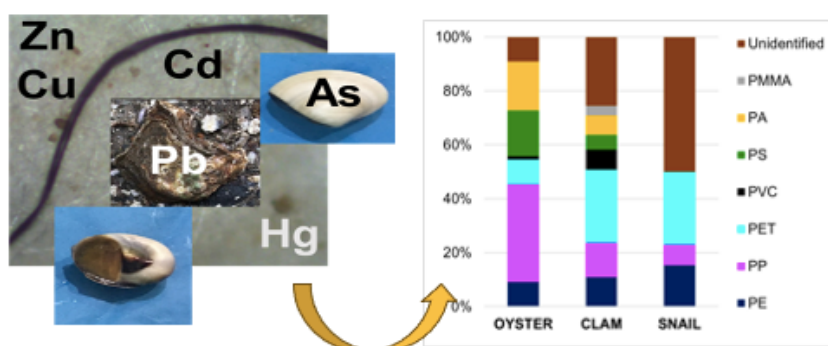 Zn
Cu
Cd
As
Pb
Hg
100%
80%
60%
40%
20%
0%
OYSTER CLAM SNAIL
Unidentified
PMMA
PA
PS
PVC
PET
PP
PE